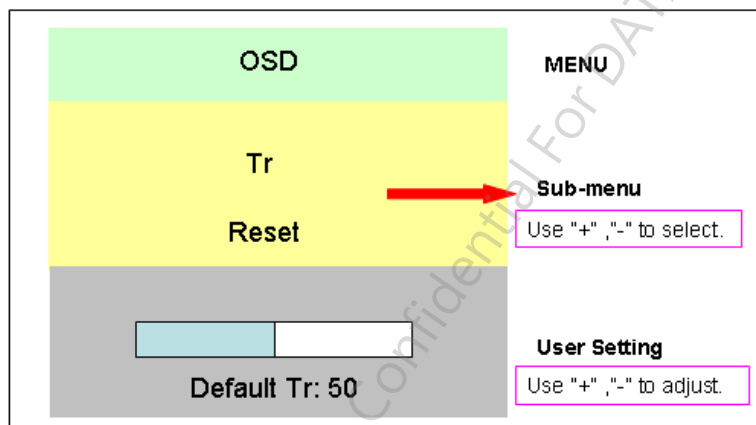 OSD
MENU
Tr
Sub-menu
Reset
Use "+" ,"-" to select.
User Setting
Default Tr: 50
Use "+" ,"-" to adjust.
Confidential For DAT